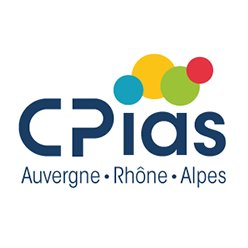 CPias
Auvergne • Rhône • Alpes